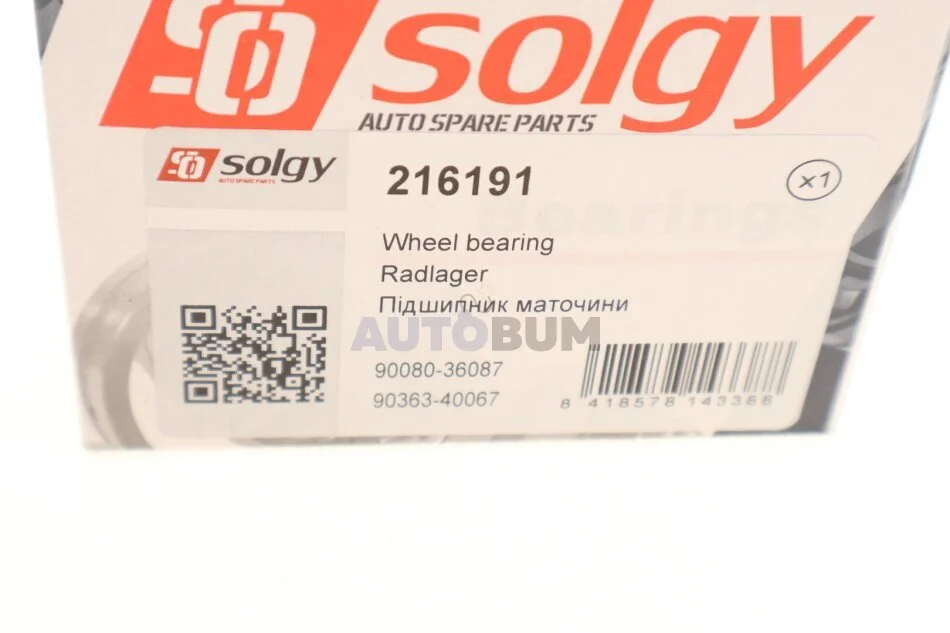 solgy
AUTO SPARE PARTS
solgy
AUTO SPARE PARTS
216191
x1
Bearings
Wheel bearing
Radlager
Підшипник маточини
AUTOBUM
90080-36087
90363-40067
8 418578 143366